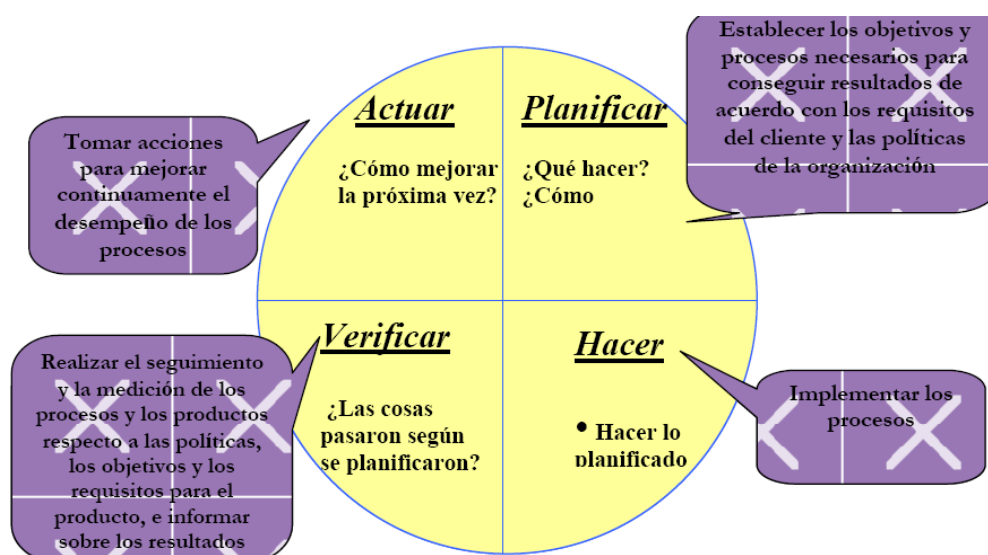 Actuar
¿Cómo mejorar
la próxima vez?
Planificar
¿Qué hacer?
¿Cómo
Establecer los objetivos y
procesos necesarios para
conseguir resultados de
acuerdo con los requisitos
del cliente y las políticas
de la organización
Tomar acciones
para mejorar
continuamente el
desempeño de los
procesos
Verificar
¿Las cosas
pasaron según
se planificaron?
Hacer
• Hacer lo
planificado
Realizar el seguimiento
y la medición de los
procesos y los productos
respecto a las políticas,
los objetivos y los
requisitos para el
producto, e informar
sobre los resultados
Implementar los
procesos